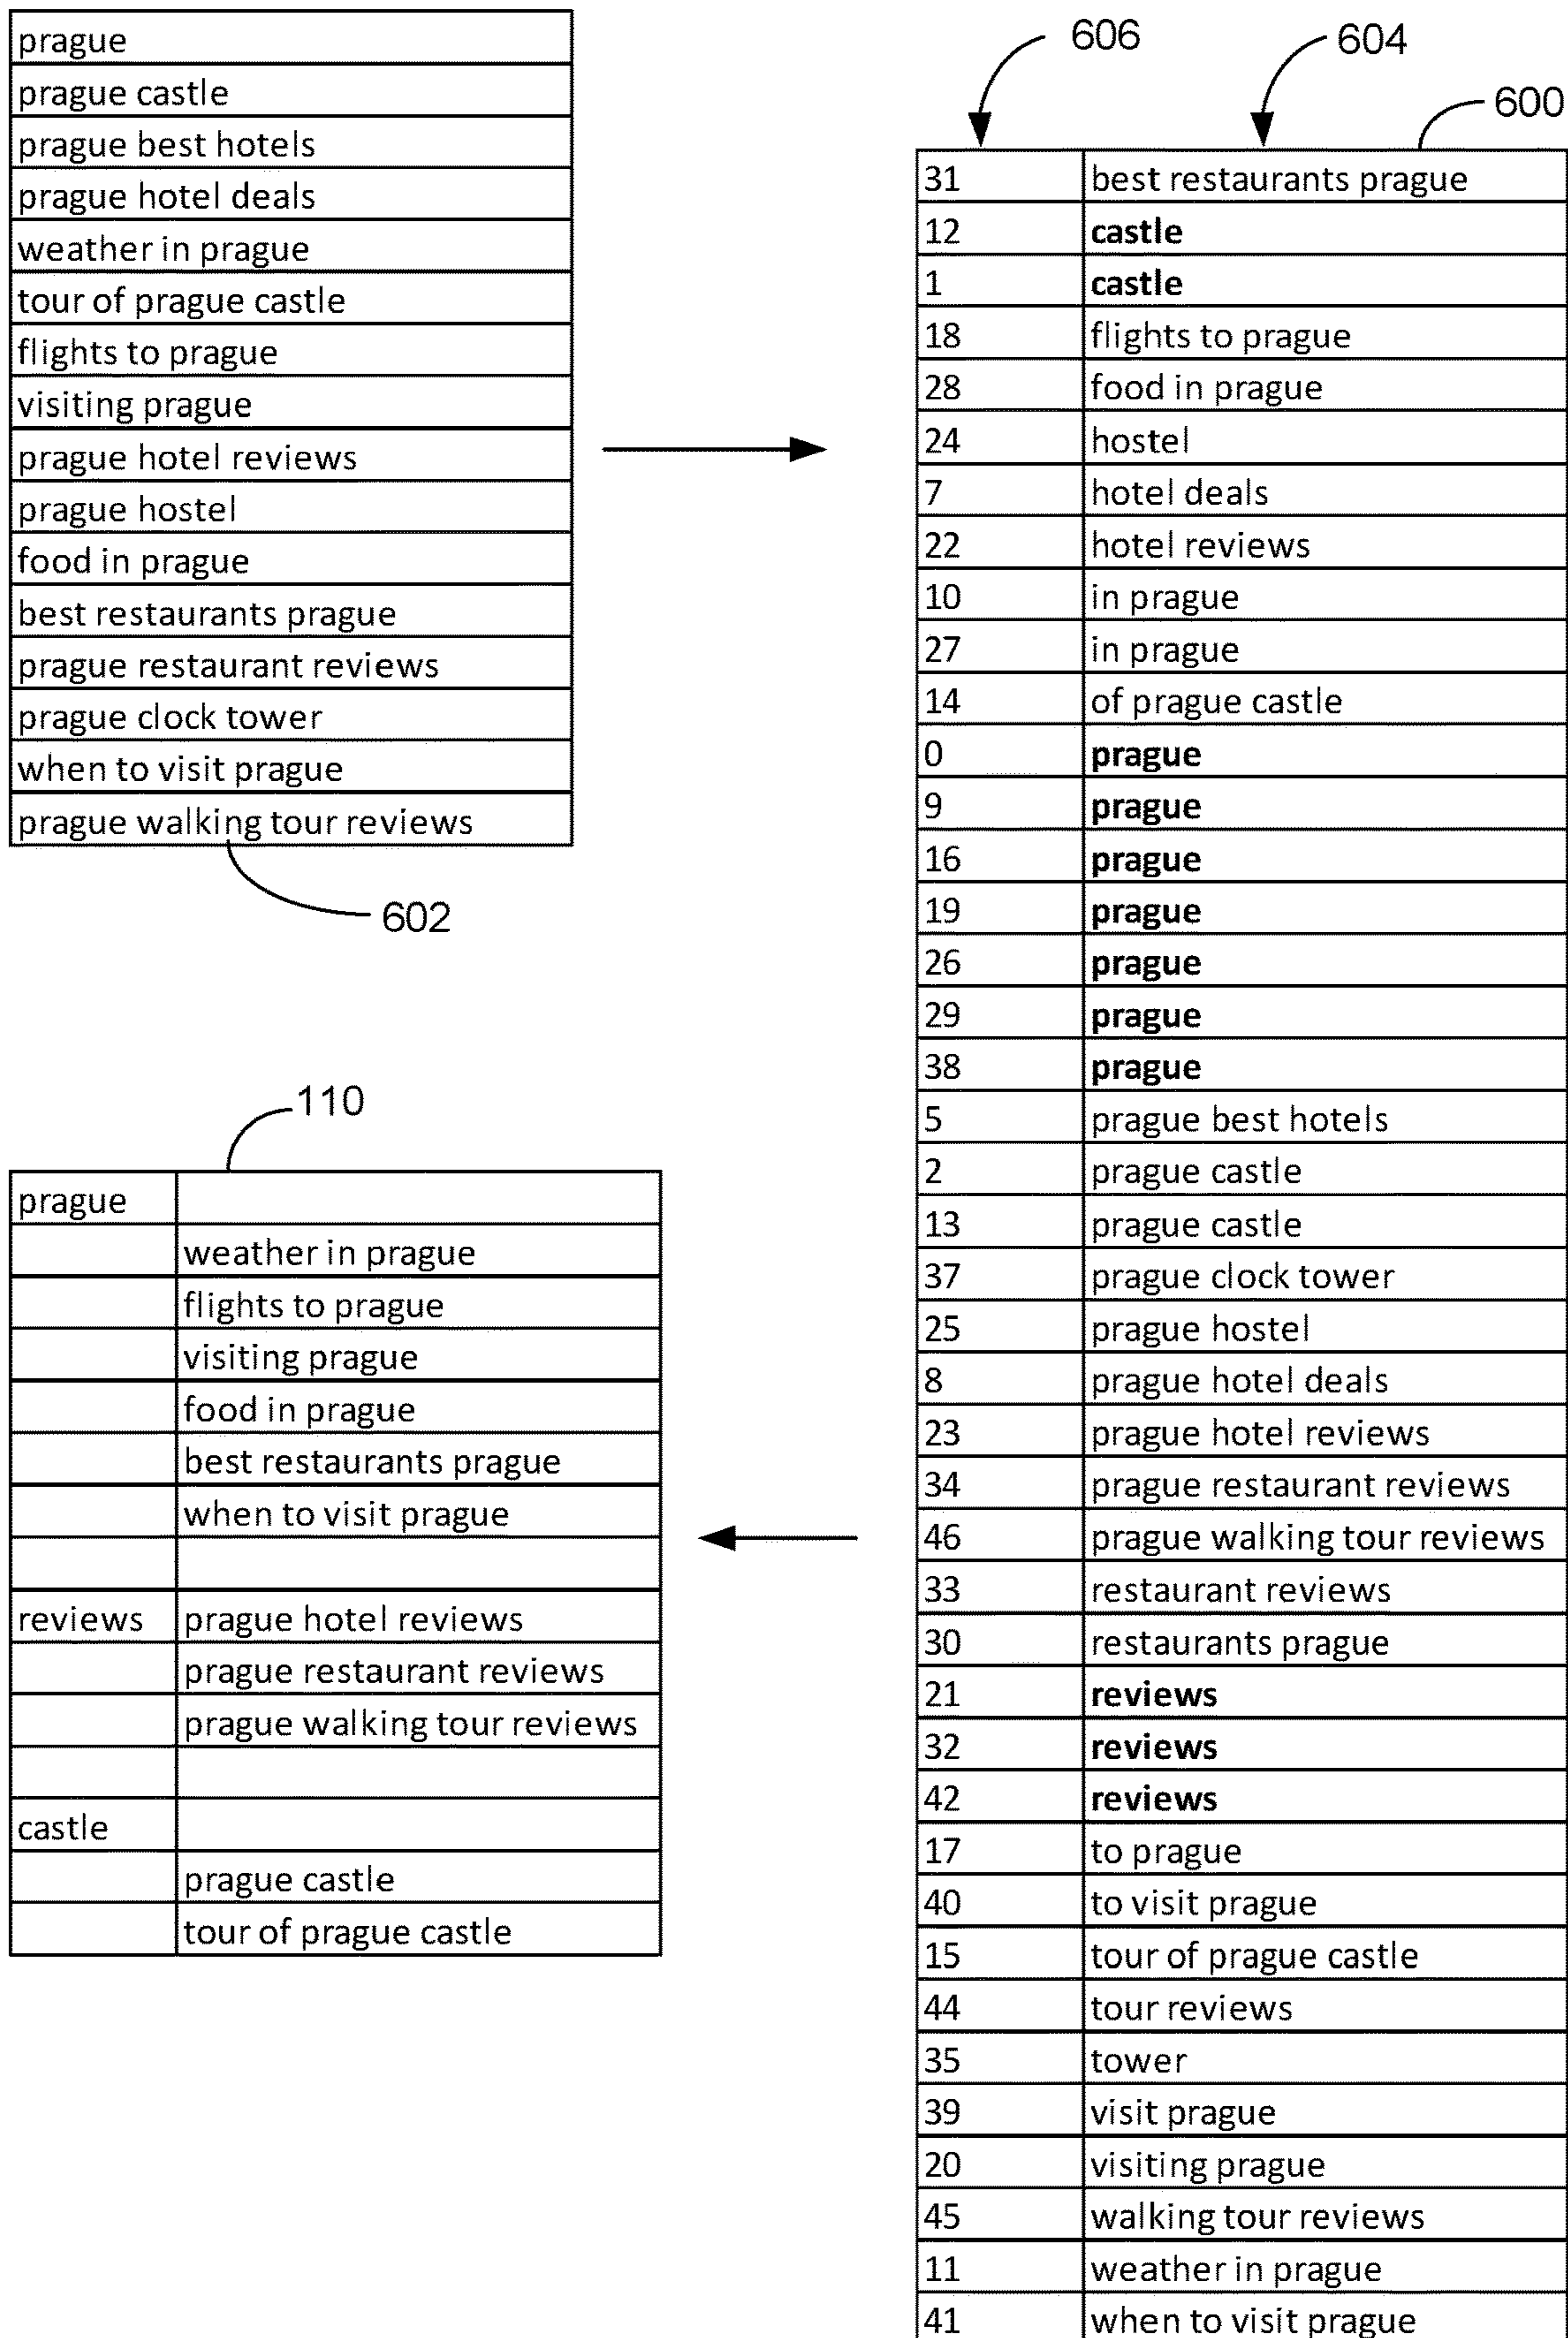 prague
prague castle
prague best hotels
prague hotel deals
weather in prague
tour of prague castle
flights to prague
visiting prague
prague hotel reviews
prague hostel
food in prague
best restaurants prague
prague restaurant reviews
prague clock tower
when to visit prague
prague walking tour reviews
602
606
604
600
31 best restaurants prague
12 castle
1 castle
18 flights to prague
28 food in prague
24 hostel
7 hotel deals
22 hotel reviews
10 in prague
27 in prague
14 of prague castle
0 prague
9 prague
16 prague
19 prague
26 prague
29 prague
38 prague
5 prague best hotels
2 prague castle
13 prague castle
37 prague clock tower
25 prague hostel
8 prague hotel deals
23 prague hotel reviews
34 prague restaurant reviews
46 prague walking tour reviews
33 restaurant reviews
30 restaurants prague
21 reviews
32 reviews
42 reviews
17 to prague
40 to visit prague
15 tour of prague castle
44 tour reviews
35 tower
39 visit prague
20 visiting prague
45 walking tour reviews
11 weather in prague
41 when to visit prague
110
prague
weather in prague
flights to prague
visiting prague
food in prague
best restaurants prague
when to visit prague
reviews prague hotel reviews
prague restaurant reviews
prague walking tour reviews
castle
prague castle
tour of prague castle